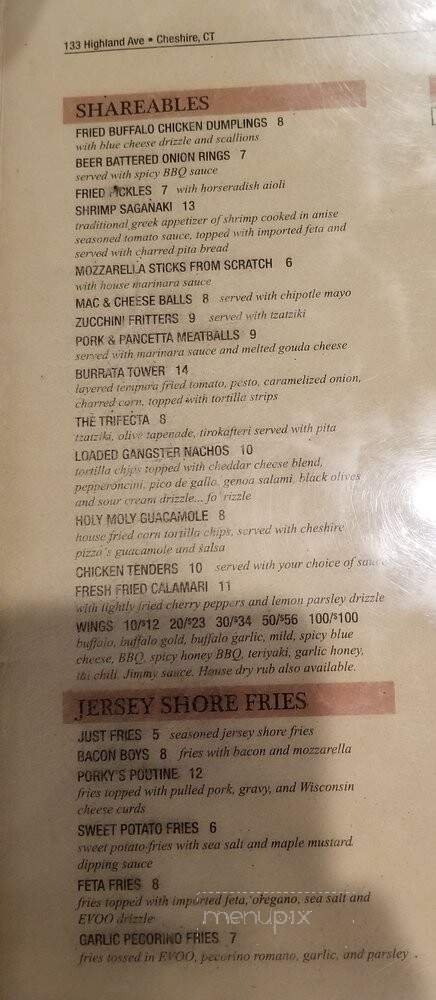 133 Highland Ave • Cheshire, CT
SHAREABLES
FRIED BUFFALO CHICKEN DUMPLINGS 8
with blue cheese drizzle and scallions
BEER BATTERED ONION RINGS 7
served with spicy BBQ sauce
FRIED PICKLES 7 with horseradish aioli
SHRIMP SAGANAKI 13
traditional greek appetizer of shrimp cooked in anise
seasoned tomato sauce, topped with imported feta and
served with charred pita bread
MOZZARELLA STICKS FROM SCRATCH 6
with house marinara sauce
MAC & CHEESE BALLS 8 served with chipotle mayo
ZUCCHINI FRITTERS 9 served with tzatziki
PORK & PANCETTA MEATBALLS 9
served with marinara sauce and melted gouda cheese
BURRATA TOWER 14
layered tempura fried tomato, pesto, caramelized onion,
charred corn, topped with tortilla strips
THE TRIFECTA 8
tzatziki, olive tapenade, tirokafteri served with pita
LOADED GANGSTER NACHOS 10
tortilla chips topped with cheddar cheese blend,
pepperoncini, pico de gallo, genoa salami, black olives
and sour cream drizzle... fo' rizzle
HOLY MOLY GUACAMOLE 8
house fried corn tortilla chips, served with cheshire
pizza's guacamole and salsa
CHICKEN TENDERS 10 served with your choice of sauce
FRESH FRIED CALAMARI 11
with lightly fried cherry peppers and lemon parsley drizzle
WINGS 10/$12 20/$23 30/$34 50/$56 100/$100
buffalo, buffalo gold, buffalo garlic, mild, spicy blue
cheese, BBQ, spicy honey BBQ, teriyaki, garlic honey,
thi chili, Jimmy sauce. House dry rub also available.
JERSEY SHORE FRIES
JUST FRIES 5 seasoned jersey shore fries
BACON BOYS 8 fries with bacon and mozzarella
PORKY'S POUTINE 12
fries topped with pulled pork, gravy, and Wisconsin
cheese curds
SWEET POTATO FRIES 6
sweet potato fries with sea salt and maple mustard
dipping sauce
FETA FRIES 8
fries topped with imported feta, oregano, sea salt and
EVOO drizzle
menupix
GARLIC PECORINO FRIES 7
fries tossed in EVOO, pecorino romano, garlic, and parsley